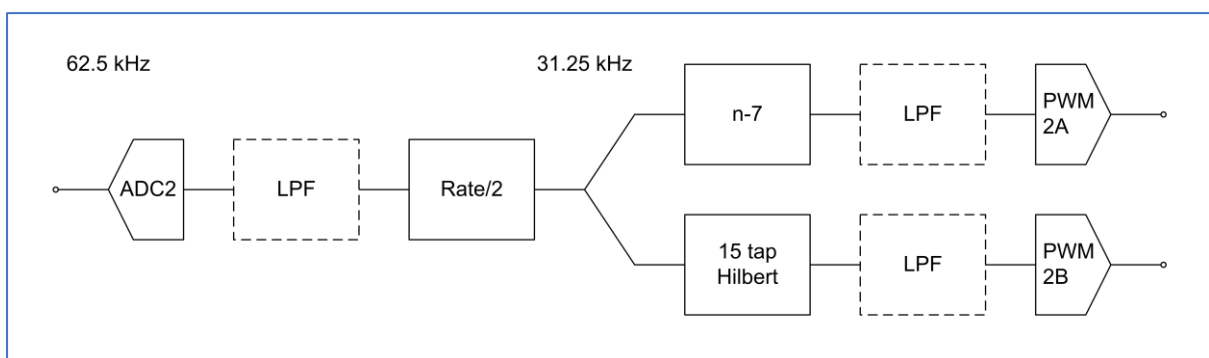 62.5 kHz
31.25 kHz
n-7
LPF
PWM
2A
ADC2
LPF
Rate/2
15 tap
Hilbert
LPF
PWM
2B